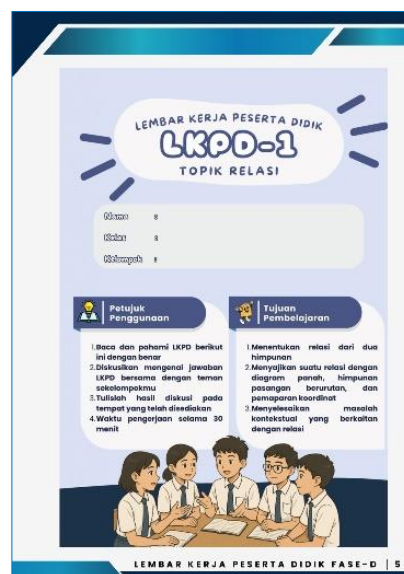 LEMBAR KERJA PESERTA DIDIK
LKPD-1
TOPIK RELASI
Nama :
Kelas :
Kelompok :
Petujuk
Penggunaan
1.Baca dan pahami LKPD berikut
ini dengan benar
2.Diskusikan mengenai jawaban
LKPD bersama dengan teman
sekelompokmu
3.Tulislah hasil diskusi pada
tempat yang telah disediakan
4.Waktu pengerjaan selama 30
menit
Tujuan
Pembelajaran
1.Menentukan relasi dari dua
himpunan
2.Menyajikan suatu relasi dengan
diagram panah, himpunan
pasangan berurutan, dan
pemaparan koordinat
3.Menyelesaikan masalah
kontekstual yang berkaitan
dengan relasi
LEMBAR KERJA PESERTA DIDIK FASE-D | 5